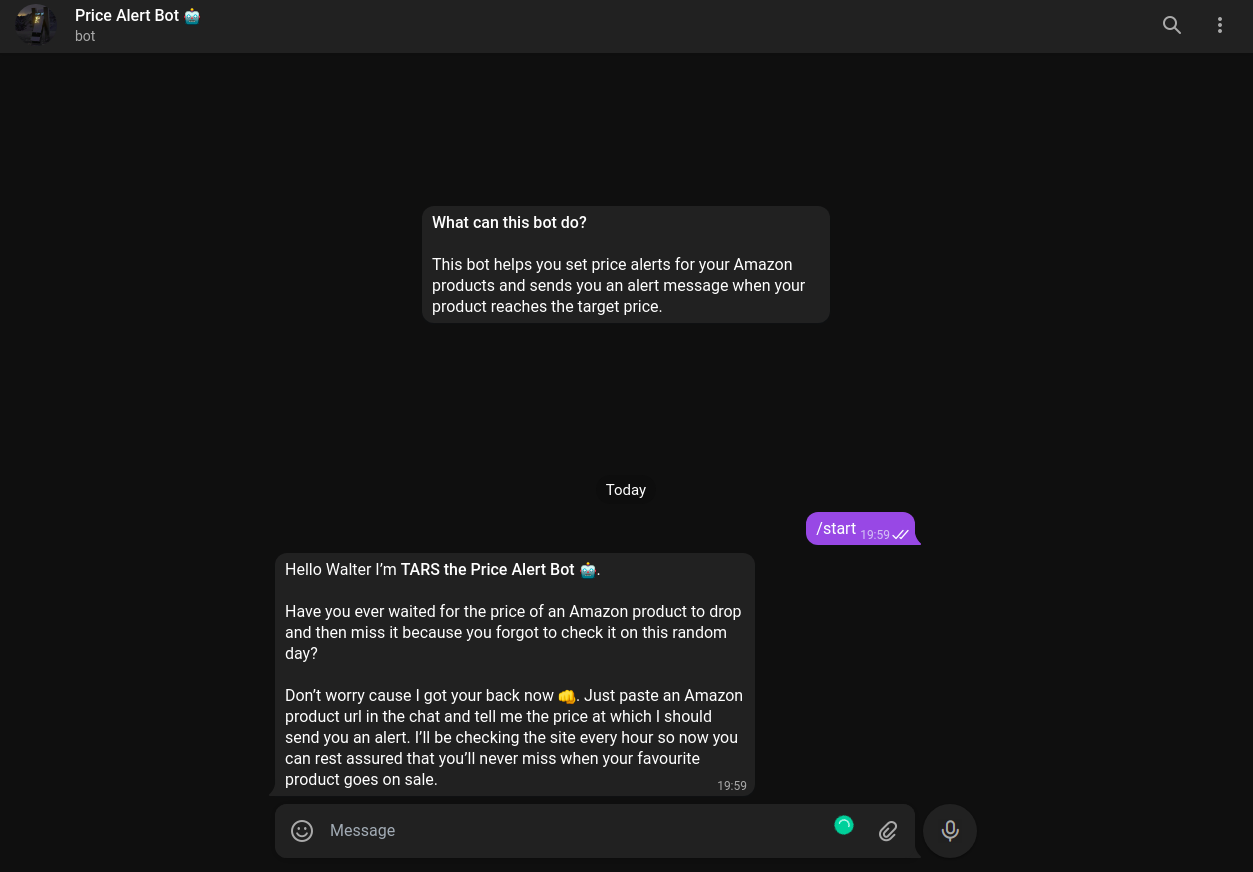 Price Alert Bot 🤖
bot
What can this bot do?
This bot helps you set price alerts for your Amazon
products and sends you an alert message when your
product reaches the target price.
Today
/start 19:59
Hello Walter I’m TARS the Price Alert Bot 🤖.
Have you ever waited for the price of an Amazon product to drop
and then miss it because you forgot to check it on this random
day?
Don’t worry cause I got your back now 👊. Just paste an Amazon
product url in the chat and tell me the price at which I should
send you an alert. I’ll be checking the site every hour so now you
can rest assured that you’ll never miss when your favourite
product goes on sale.
19:59
Message